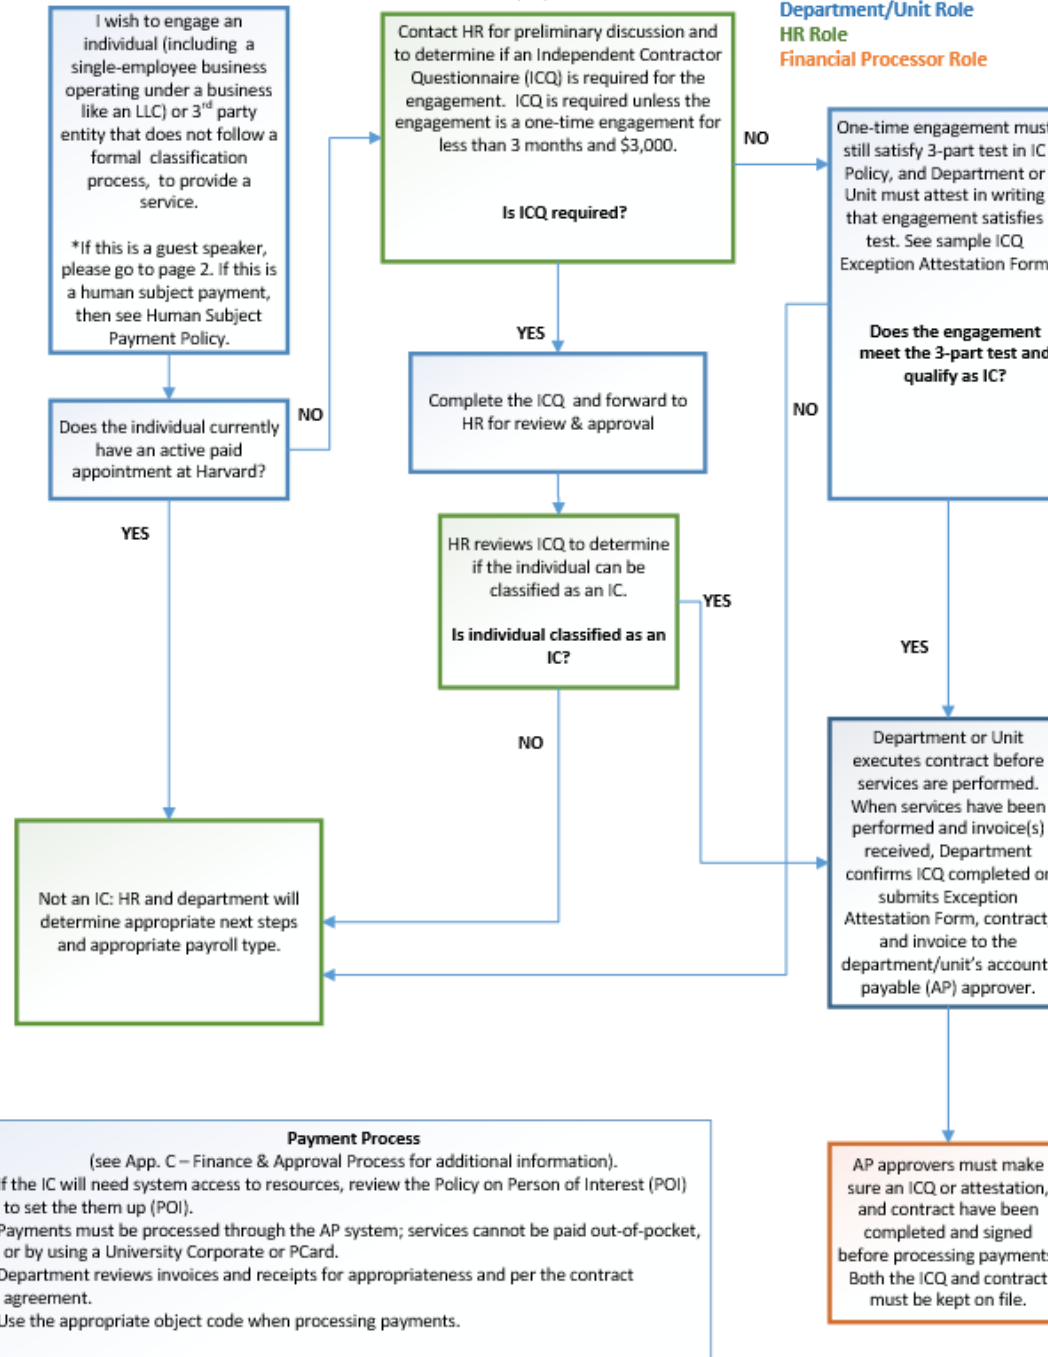 Department/Unit Role
HR Role
Financial Processor Role
I wish to engage an
individual (including a
single-employee business
operating under a business
like an LLC) or 3rd party
entity that does not follow a
formal classification
process, to provide a
service.
*If this is a guest speaker,
please go to page 2. If this is
a human subject payment,
then see Human Subject
Payment Policy.
Does the individual currently
have an active paid
appointment at Harvard?
NO
YES
Contact HR for preliminary discussion and
to determine if an Independent Contractor
Questionnaire (ICQ) is required for the
engagement. ICQ is required unless the
engagement is a one-time engagement for
less than 3 months and $3,000.
Is ICQ required?
NO
YES
Complete the ICQ and forward to
HR for review & approval
HR reviews ICQ to determine
if the individual can be
classified as an IC.
Is individual classified as an
IC?
YES
NO
One-time engagement must
still satisfy 3-part test in IC
Policy, and Department or
Unit must attest in writing
that engagement satisfies
test. See sample ICQ
Exception Attestation Form
Does the engagement
meet the 3-part test and
qualify as IC?
NO
YES
Department or Unit
executes contract before
services are performed.
When services have been
performed and invoice(s)
received, Department
confirms ICQ completed or
submits Exception
Attestation Form, contract,
and invoice to the
department/unit's account
payable (AP) approver.
Not an IC: HR and department will
determine appropriate next steps
and appropriate payroll type.
AP approvers must make
sure an ICQ or attestation,
and contract have been
completed and signed
before processing payments
Both the ICQ and contract
must be kept on file.
Payment Process
(see App. C – Finance & Approval Process for additional information).
If the IC will need system access to resources, review the Policy on Person of Interest (POI)
to set the them up (POI).
Payments must be processed through the AP system; services cannot be paid out-of-pocket,
or by using a University Corporate or PCard.
Department reviews invoices and receipts for appropriateness and per the contract
agreement.
Use the appropriate object code when processing payments.